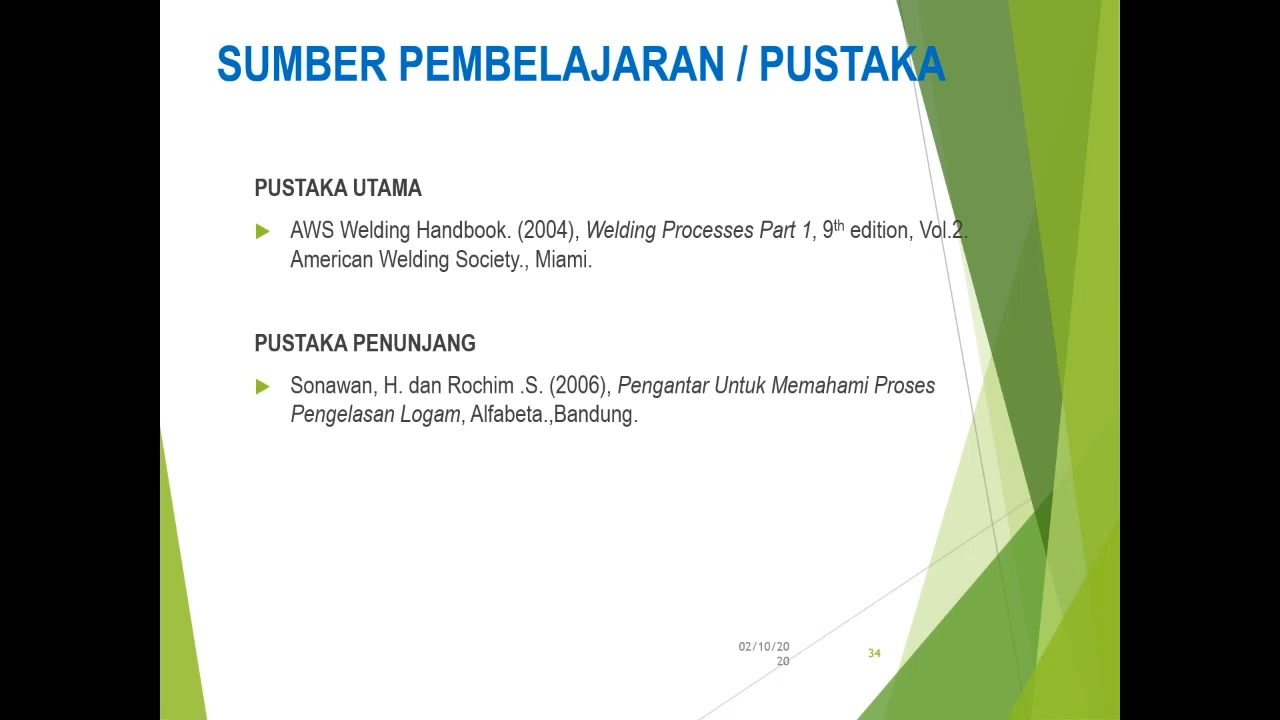 SUMBER PEMBELAJARAN / PUSTAKA
PUSTAKA UTAMA
AWS Welding Handbook. (2004), Welding Processes Part 1, 9th edition, Vol.2.
American Welding Society., Miami.
PUSTAKA PENUNJANG
Sonawan, H. dan Rochim .S. (2006), Pengantar Untuk Memahami Proses
Pengelasan Logam, Alfabeta.,Bandung.
02/10/20
20
34